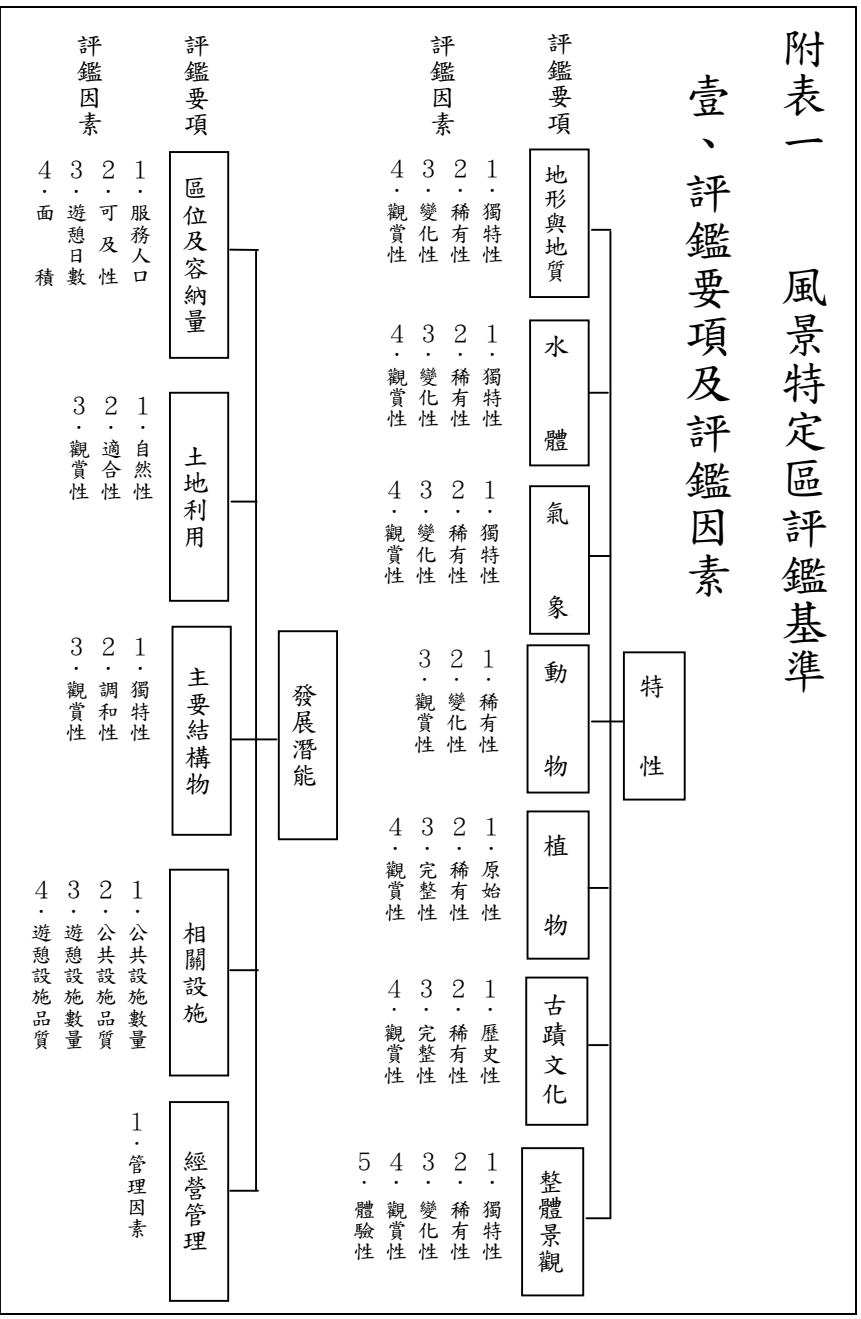 附表一　風景特定區評鑑基準
壹、評鑑要項及評鑑因素
特性
評鑑要項
地形與地質
水體
氣象
動物
植物
古蹟文化
整體景觀
評鑑因素
1.獨特性
2.稀有性
3.變化性
4.觀賞性
1.獨特性
2.稀有性
3.變化性
4.觀賞性
1.獨特性
2.稀有性
3.變化性
4.觀賞性
1.稀有性
2.變化性
3.觀賞性
1.原始性
2.稀有性
3.完整性
4.觀賞性
1.歷史性
2.稀有性
3.完整性
4.觀賞性
1.獨特性
2.稀有性
3.變化性
4.觀賞性
5.體驗性
發展潛能
評鑑要項
區位及容納量
土地利用
主要結構物
相關設施
經營管理
評鑑因素
1.服務人口
2.可及性
3.遊憩日數
4.面積
1.自然性
2.適合性
3.觀賞性
1.獨特性
2.調和性
3.觀賞性
1.公共設施數量
2.公共設施品質
3.遊憩設施數量
4.遊憩設施品質
1.管理因素